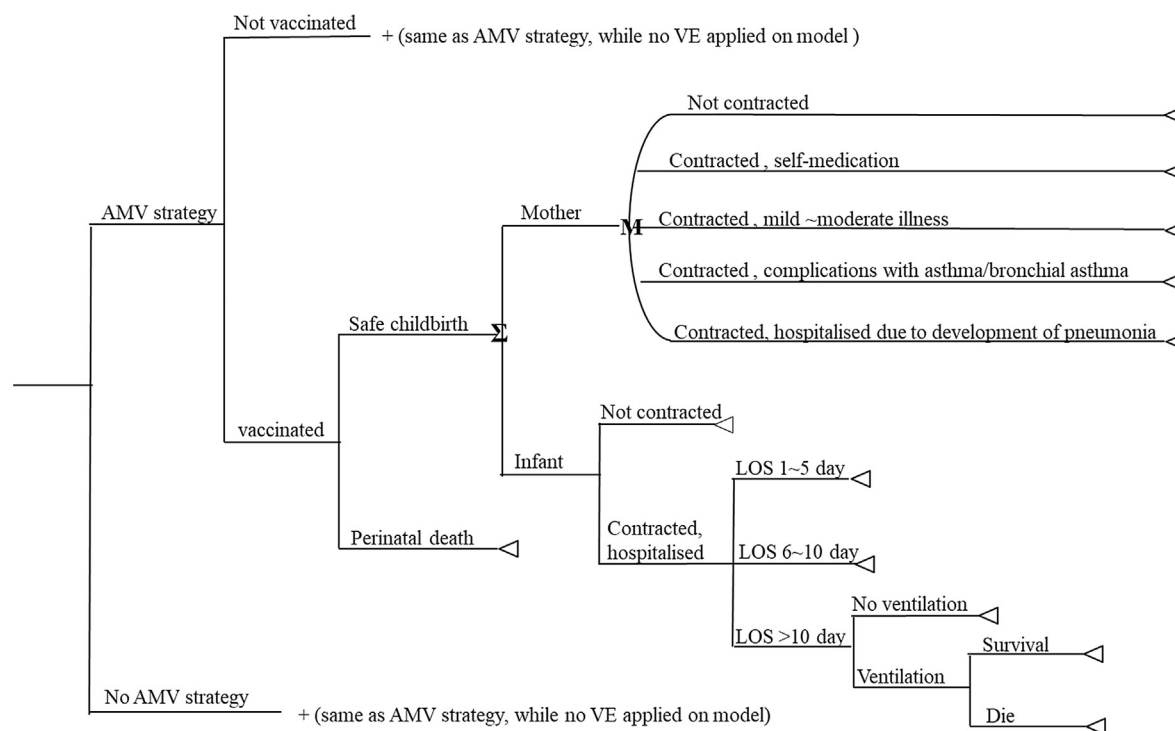 Not vaccinated
+ (same as AMV strategy, while no VE applied on model )
Not contracted
Contracted , self-medication
AMV strategy
Mother
M
Contracted , mild ~moderate illness
Contracted , complications with asthma/bronchial asthma
Safe childbirth
Σ
Contracted, hospitalised due to development of pneumonia
Not contracted
vaccinated
Infant
LOS 1~5 day
Contracted,
hospitalised
Perinatal death
LOS 6~10 day
No ventilation
LOS >10 day
Survival
Ventilation
No AMV strategy
+ (same as AMV strategy, while no VE applied on model)
Die